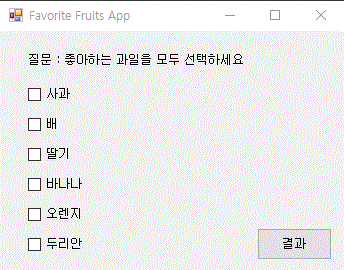 Favorite Fruits App
질문 : 좋아하는 과일을 모두 선택하세요
사과
배
딸기
바나나
오렌지
두리안
결과